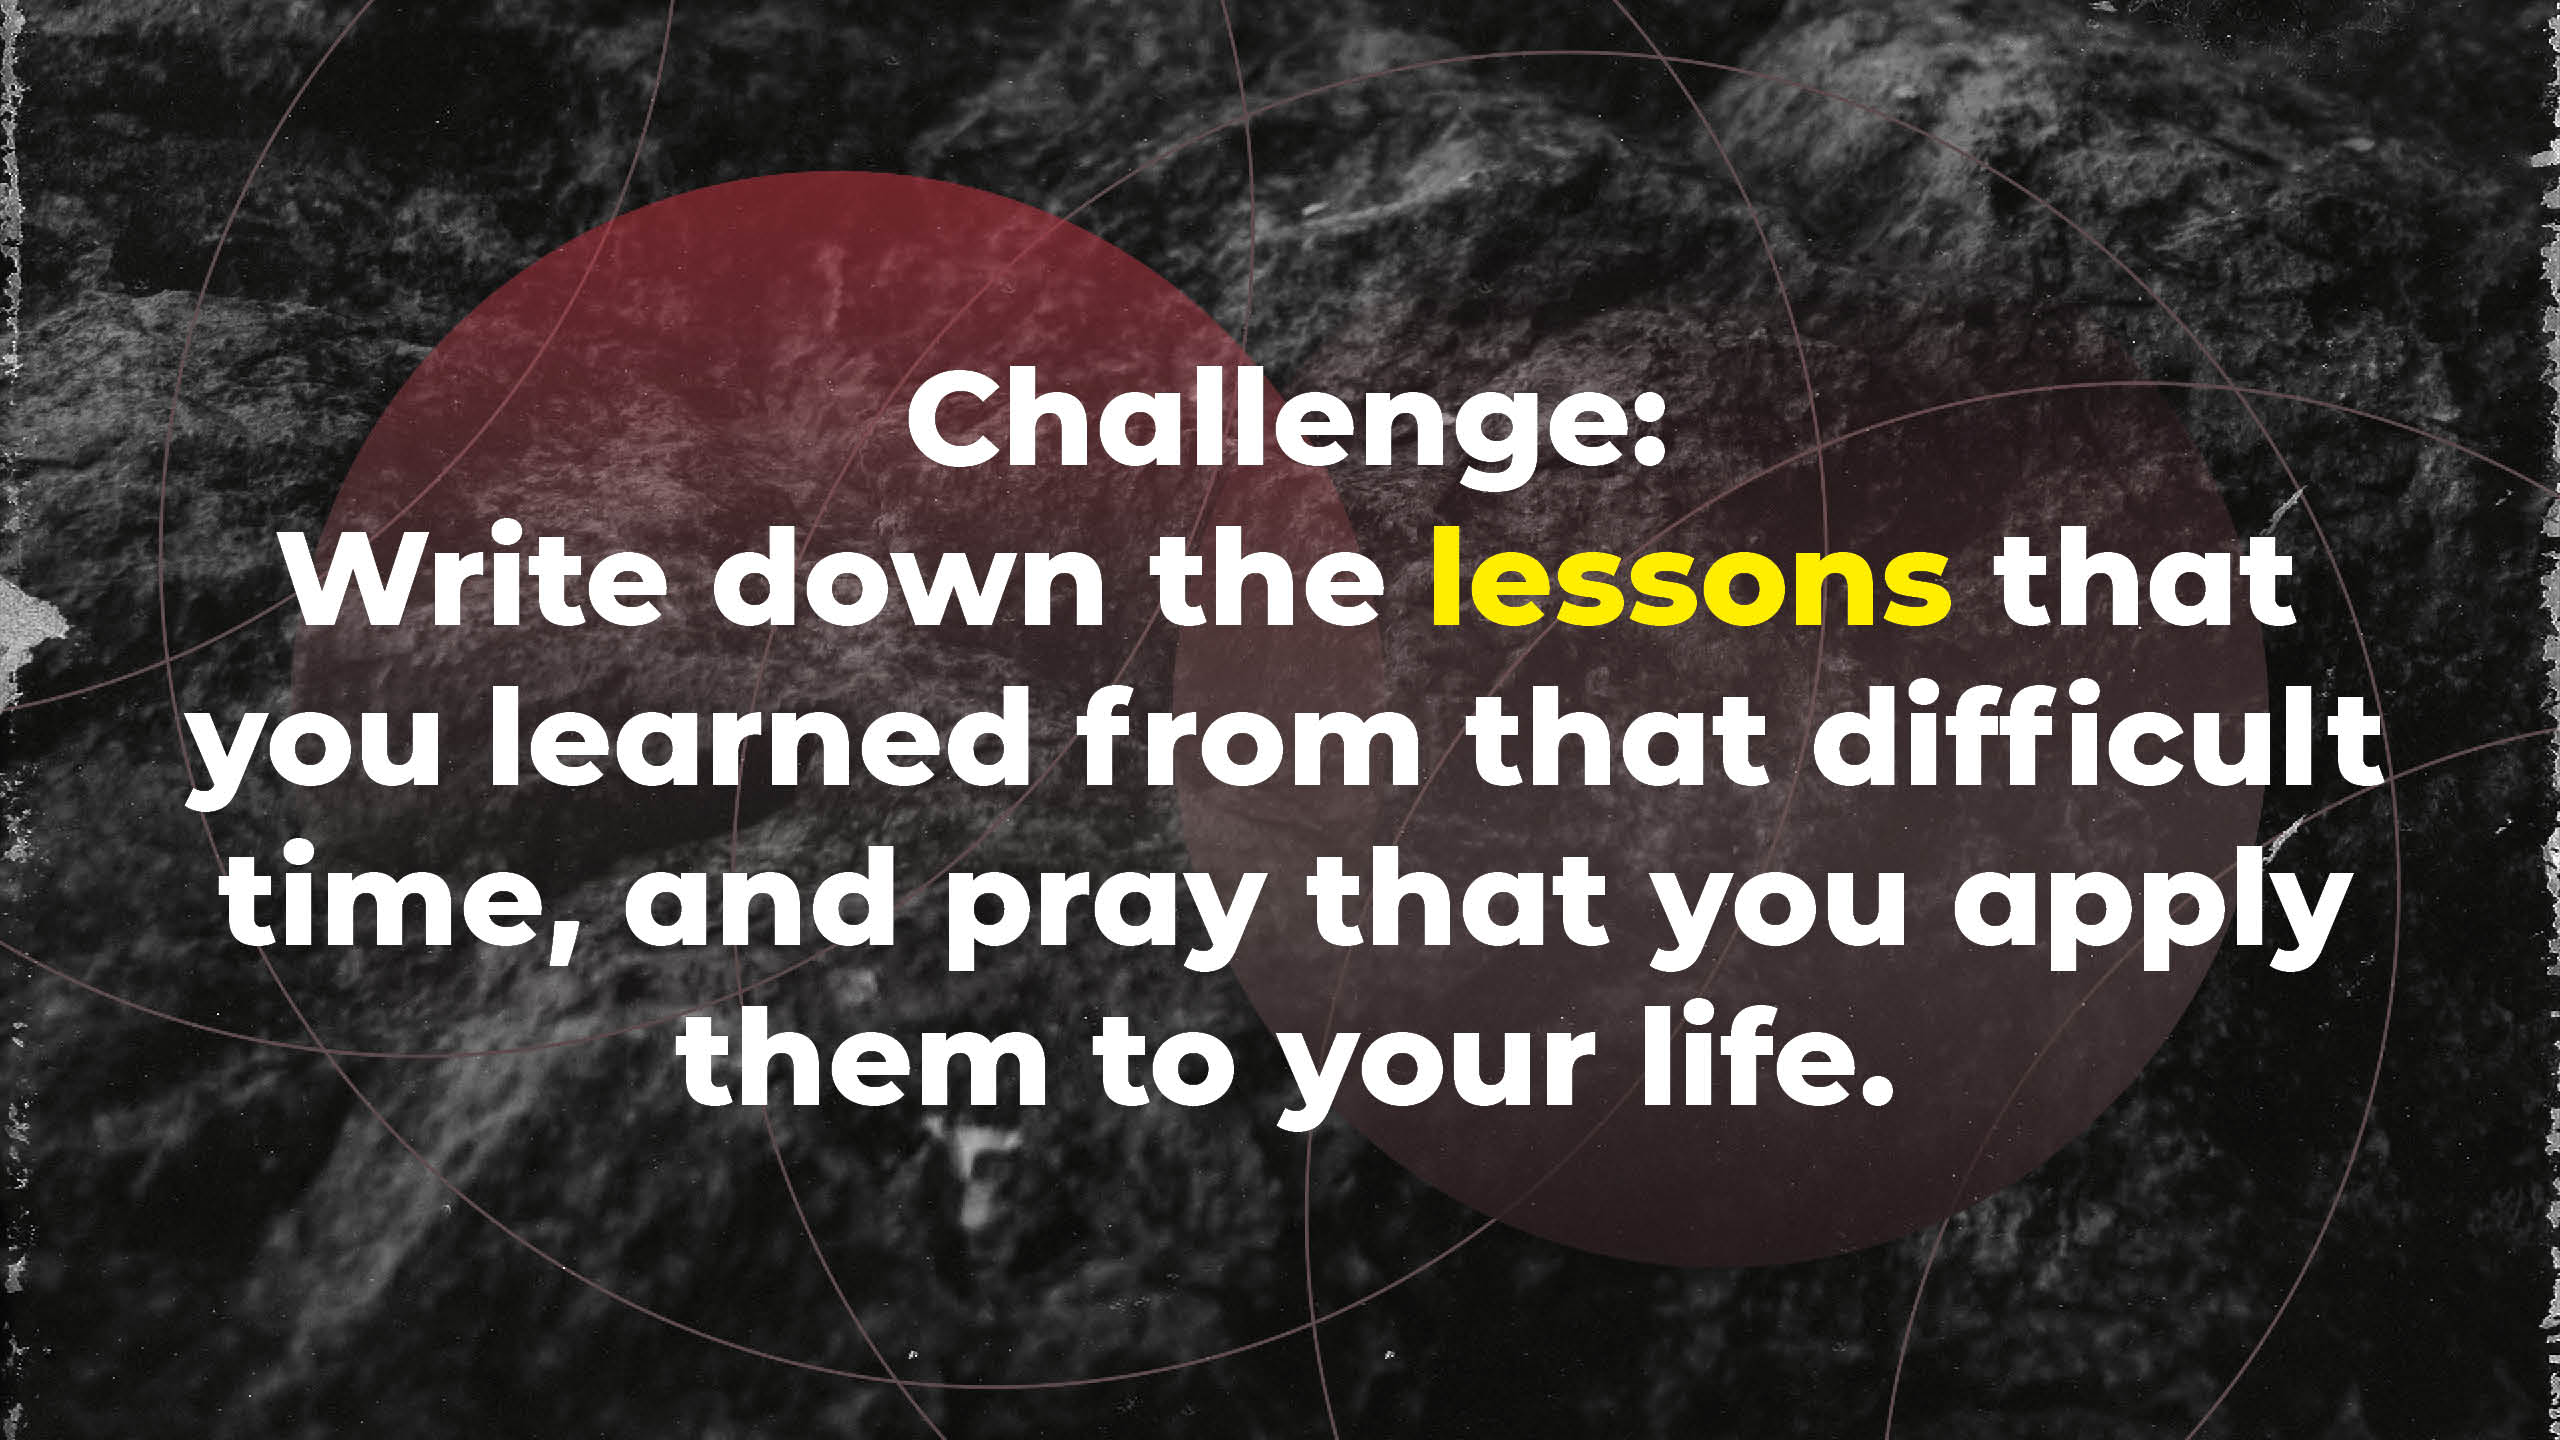 Challenge:
Write down the lessons that
you learned from that difficult
time, and pray that you apply
them to your life.